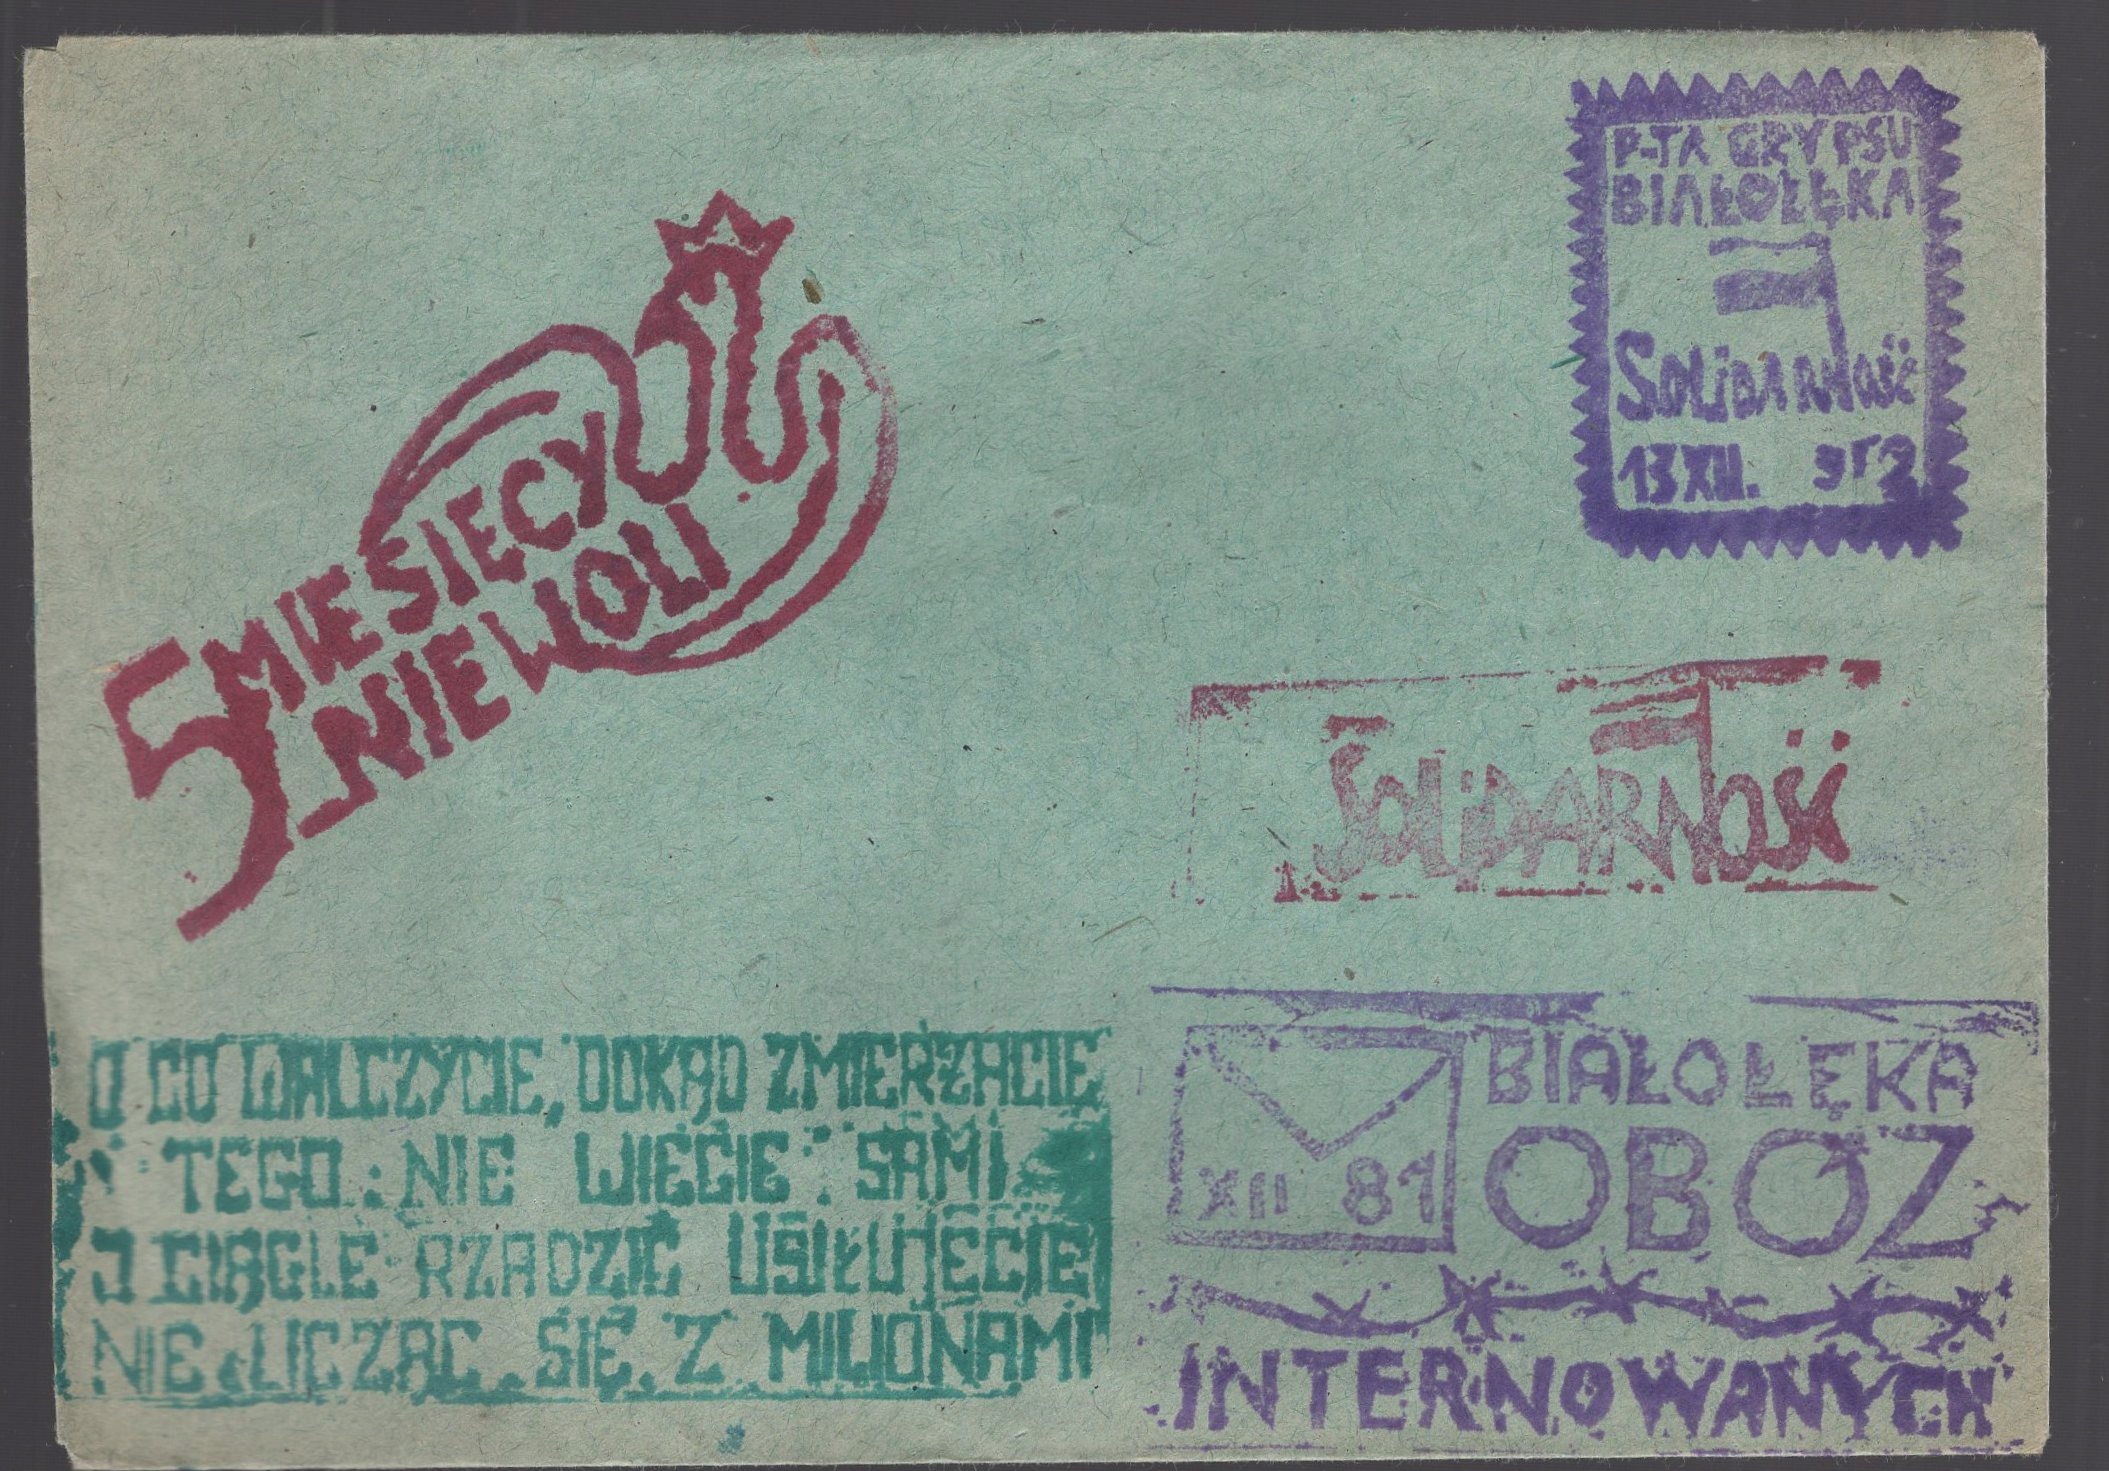 P-TA GRYPSU
BIAŁOŁĘKA
SOLiDARNOŚĆ
13 XII.
5 MIESIĘCY
NIEWOLI
SOLiDARNOŚĆ
O CO WALCZYCIE, DOKĄD ZMIERZACIE
TEGO NIE WIECIE SAMI
I CIĄGLE RZĄDZIĆ USIŁUJECIE
NIE LICZĄC SIĘ Z MILIONAMI
BIAŁOŁĘKA
OBÓZ
XII 81
INTERNOWANYCH